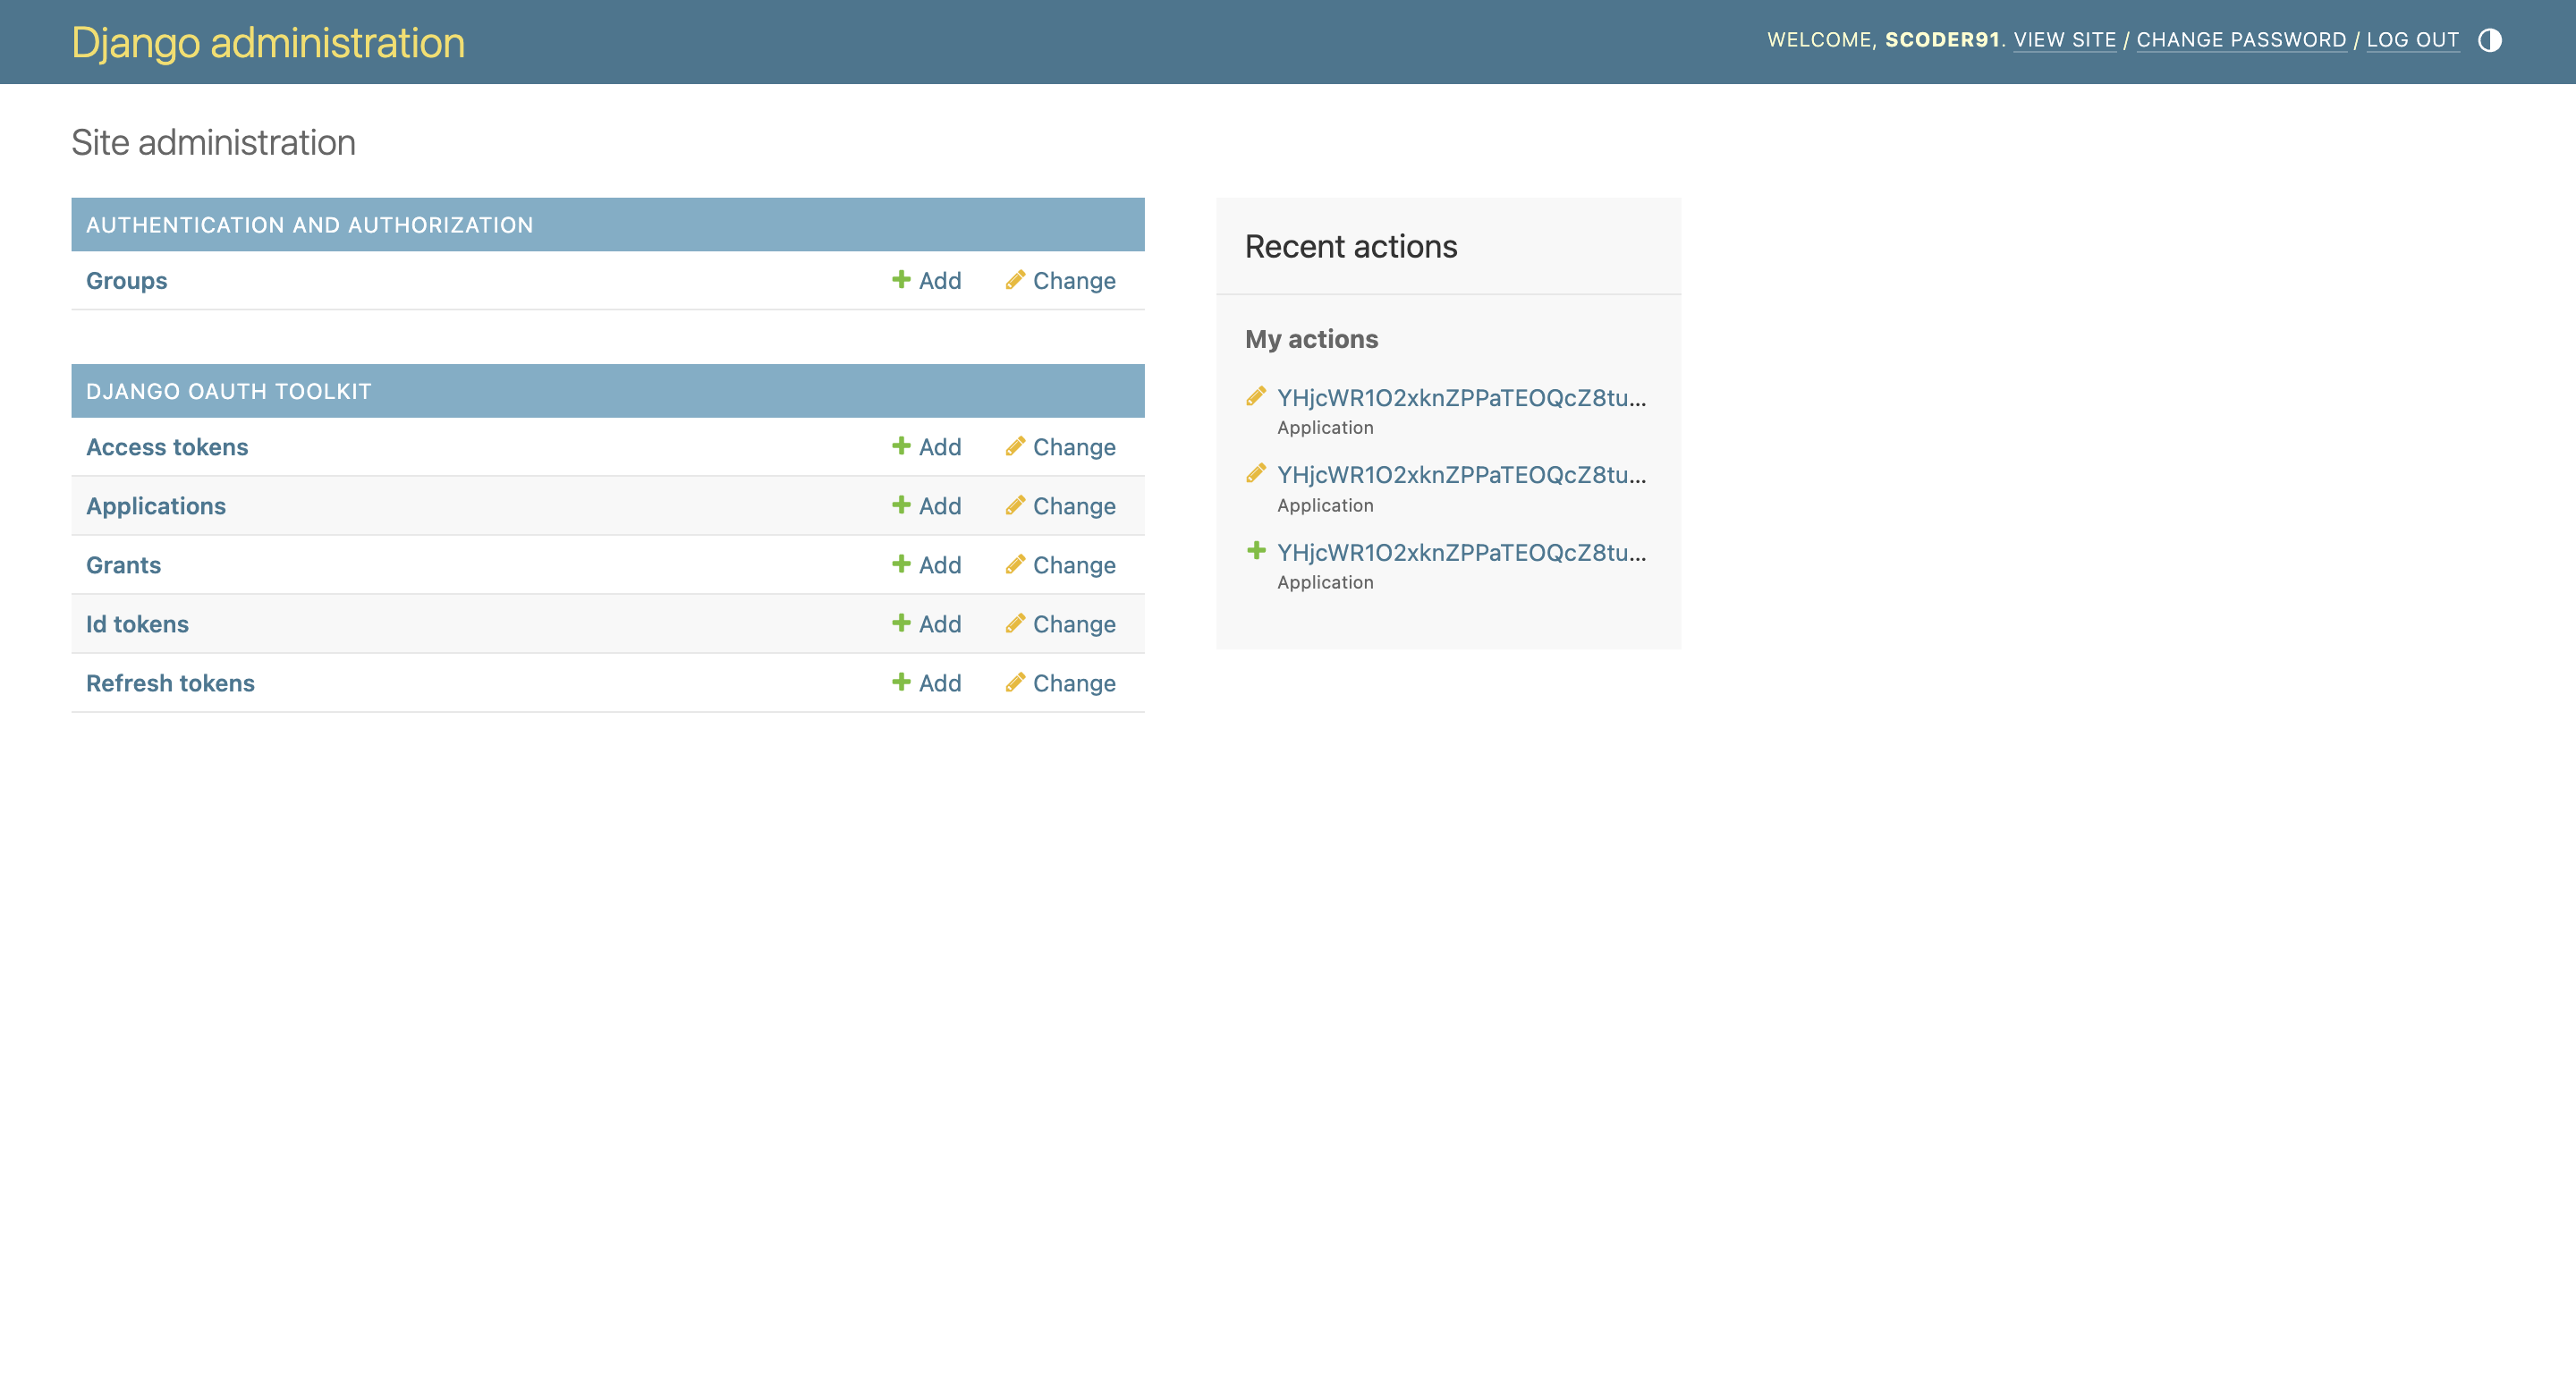 Django administration
WELCOME, SCODER91. VIEW SITE / CHANGE PASSWORD / LOG OUT
Site administration
AUTHENTICATION AND AUTHORIZATION
Groups Add Change
DJANGO OAUTH TOOLKIT
Access tokens Add Change
Applications Add Change
Grants Add Change
Id tokens Add Change
Refresh tokens Add Change
Recent actions
My actions
YHjcWR1O2xknZPPaTEOQcZ8tu...
Application
YHjcWR1O2xknZPPaTEOQcZ8tu...
Application
YHjcWR1O2xknZPPaTEOQcZ8tu...
Application